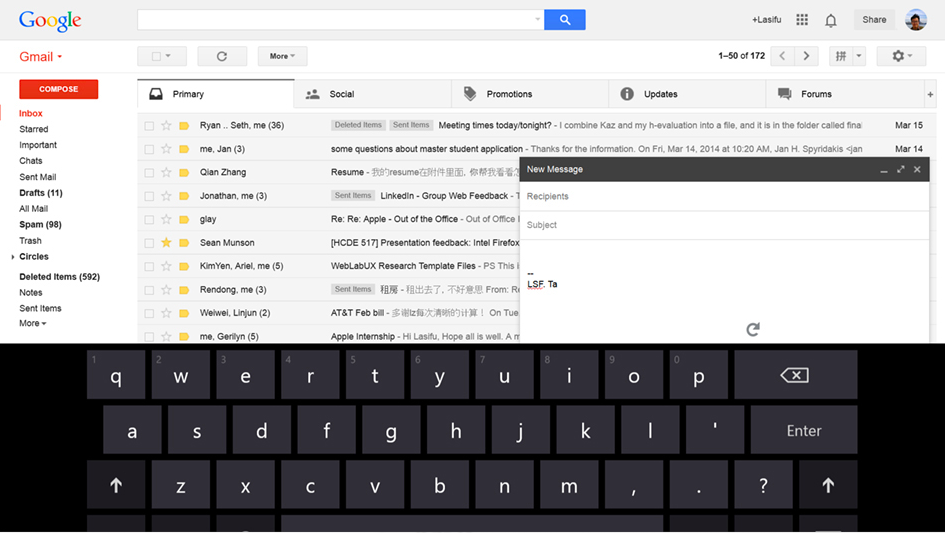 Google
+Lasifu
Share
Gmail
More
1–50 of 172
拼
COMPOSE
Primary
Social
Promotions
Updates
Forums
+
Inbox
Starred
Important
Chats
Sent Mail
Drafts (11)
All Mail
Spam (98)
Trash
Circles
Deleted Items (592)
Notes
Sent Items
More
Ryan .. Seth, me (36) Deleted Items Sent Items Meeting times today/tonight? - I combine Kaz and my h-evaluation into a file, and it is in the folder called final Mar 15
me, Jan (3) some questions about master student application - Thanks for the information. On Fri, Mar 14, 2014 at 10:20 AM, Jan H. Spyridakis <jan Mar 14
Qian Zhang Resume - 我的resume在附件里面, 你帮我看看
Jonathan, me (3) Sent Items LinkedIn - Group Web Feedback -
glay Re: Re: Apple - Out of the Office - Out of Office
Sean Munson [HCDE 517] Presentation feedback: Intel Firefox
KimYen, Ariel, me (5) WebLabUX Research Template Files - PS This
Rendong, me (3) Sent Items 租房 - 租出去了, 不好意思 From: Re
Weiwei, Linjun (2) AT&T Feb bill - 多谢lz每次清晰的计算！ On Tue,
me, Gerilyn (5) Apple Internship - Hi Lasifu, Hope all is well. A m
New Message
Recipients
Subject
--
LSF. Ta
1 2 3 4 5 6 7 8 9 0
q w e r t y u i o p
a s d f g h j k l ' Enter
z x c v b n m , . ?